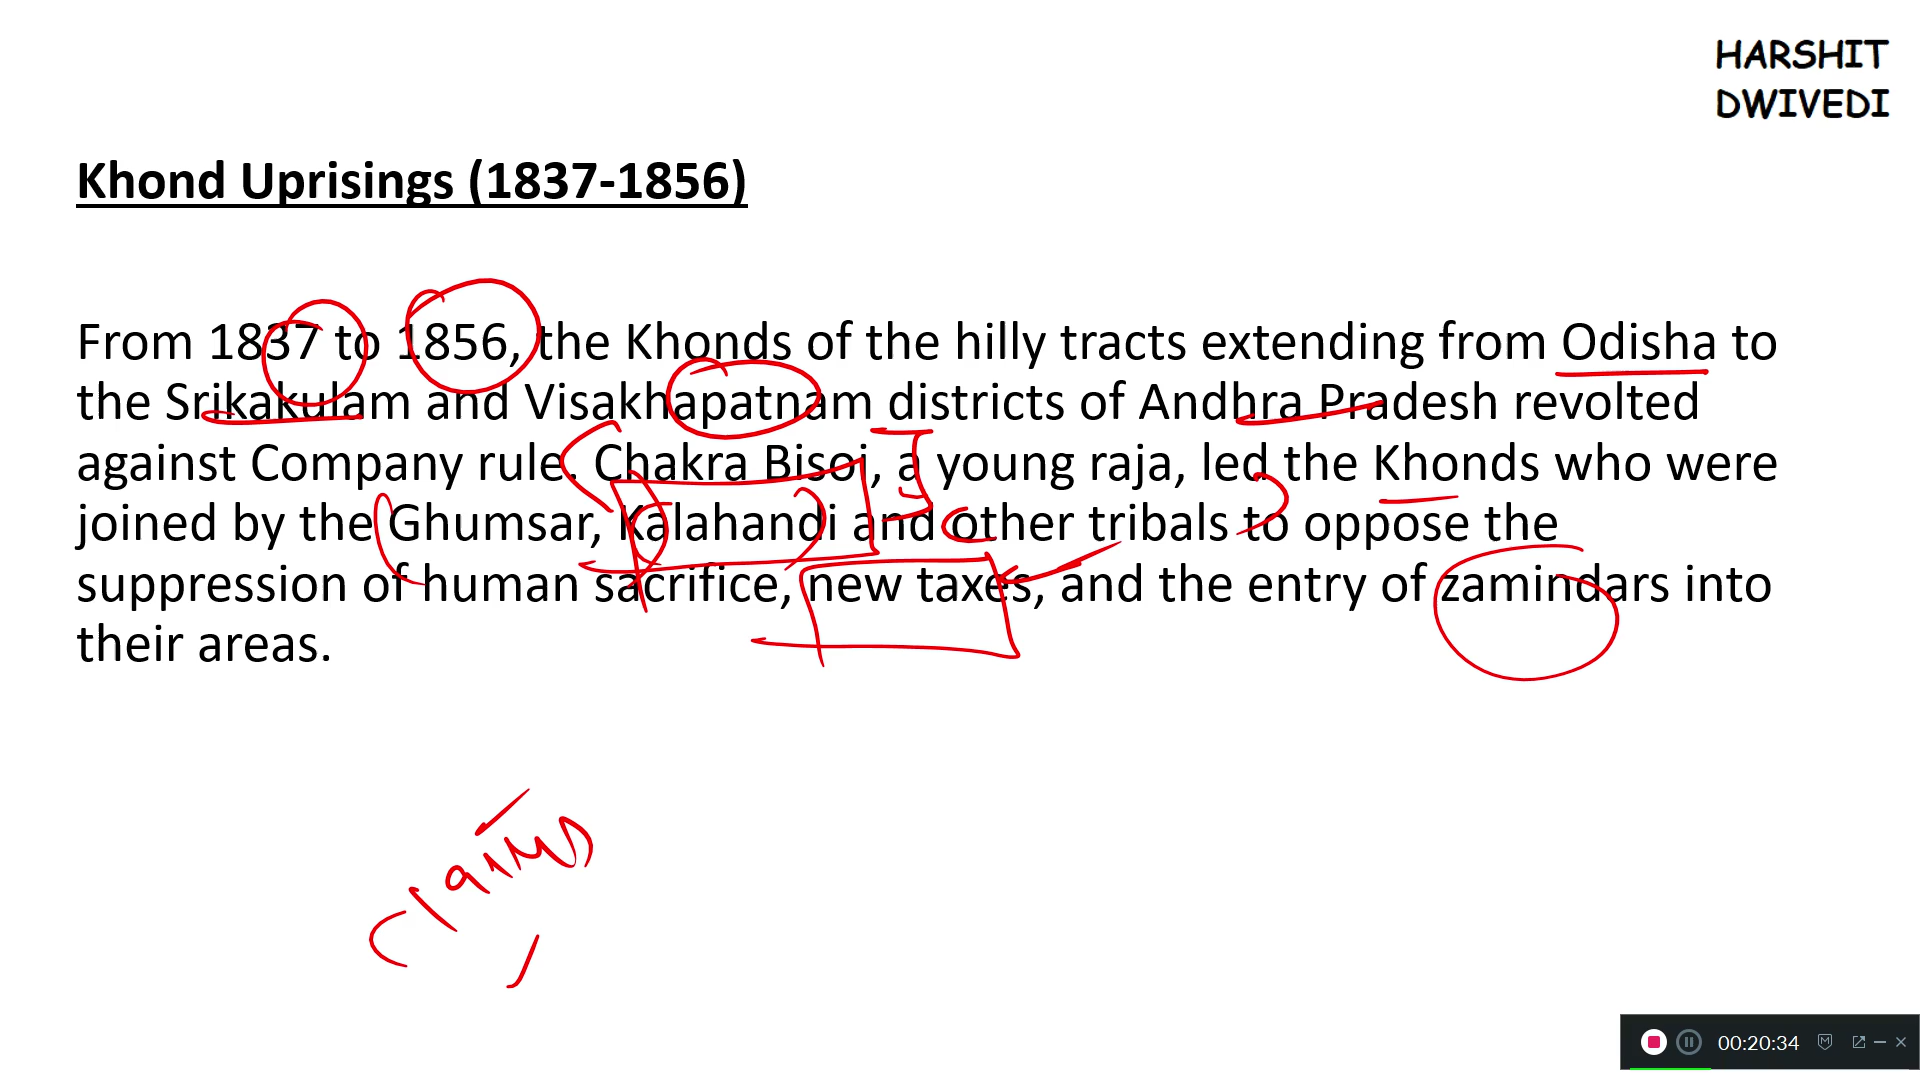 HARSHIT
DWIVEDI
Khond Uprisings (1837-1856)
From 1837 to 1856, the Khonds of the hilly tracts extending from Odisha to
the Srikakulam and Visakhapatnam districts of Andhra Pradesh revolted
against Company rule. Chakra Bisoi, a young raja, led the Khonds who were
joined by the Ghumsar, Kalahandi and other tribals to oppose the
suppression of human sacrifice, new taxes, and the entry of zamindars into
their areas.
00:20:34